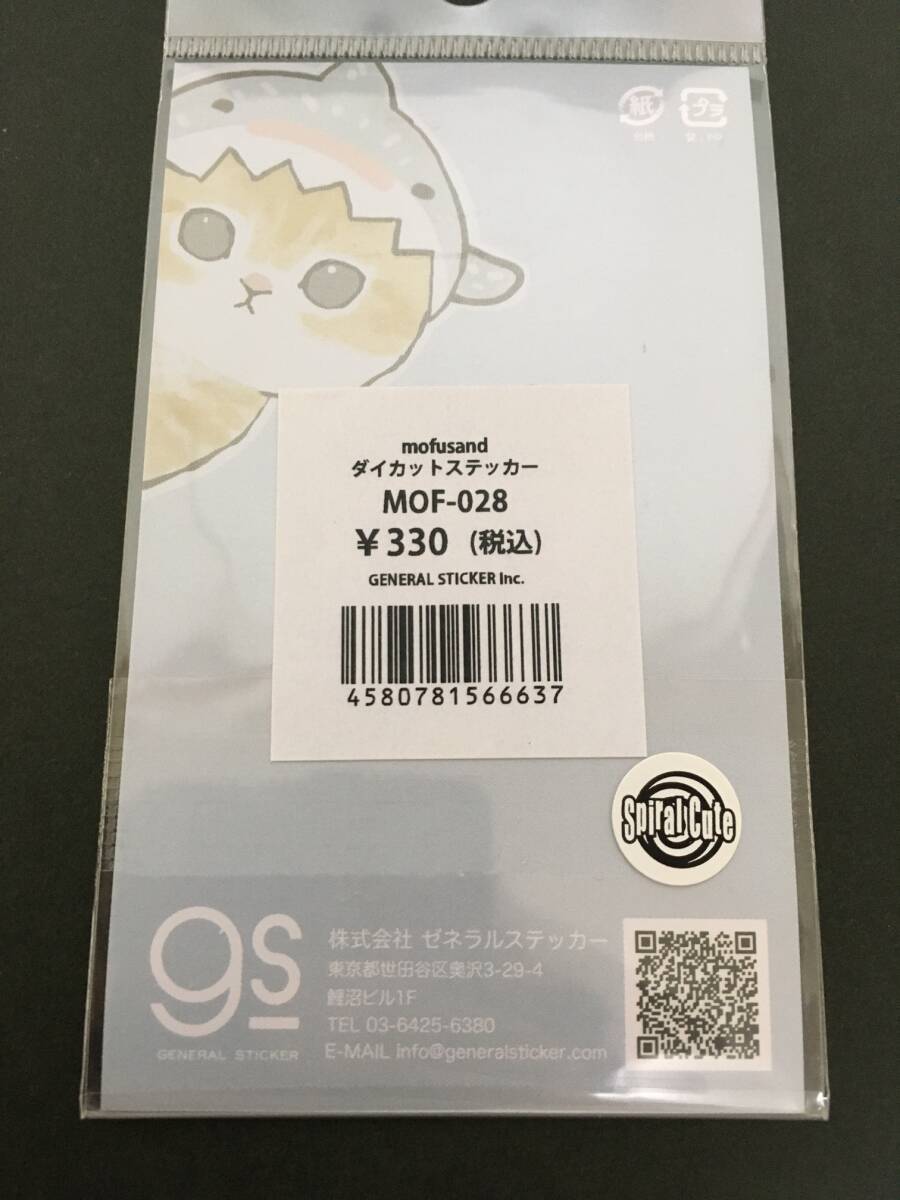 紙
プラ
mofusand
ダイカットステッカー
MOF-028
¥330 (税込)
GENERAL STICKER Inc.
4580781566637
Spiral Cute
gs
GENERAL STICKER
株式会社 ゼネラルステッカー
東京都世田谷区奥沢3-29-4
鯉沼ビル1F
TEL 03-6425-6380
E-MAIL info@generalsticker.com